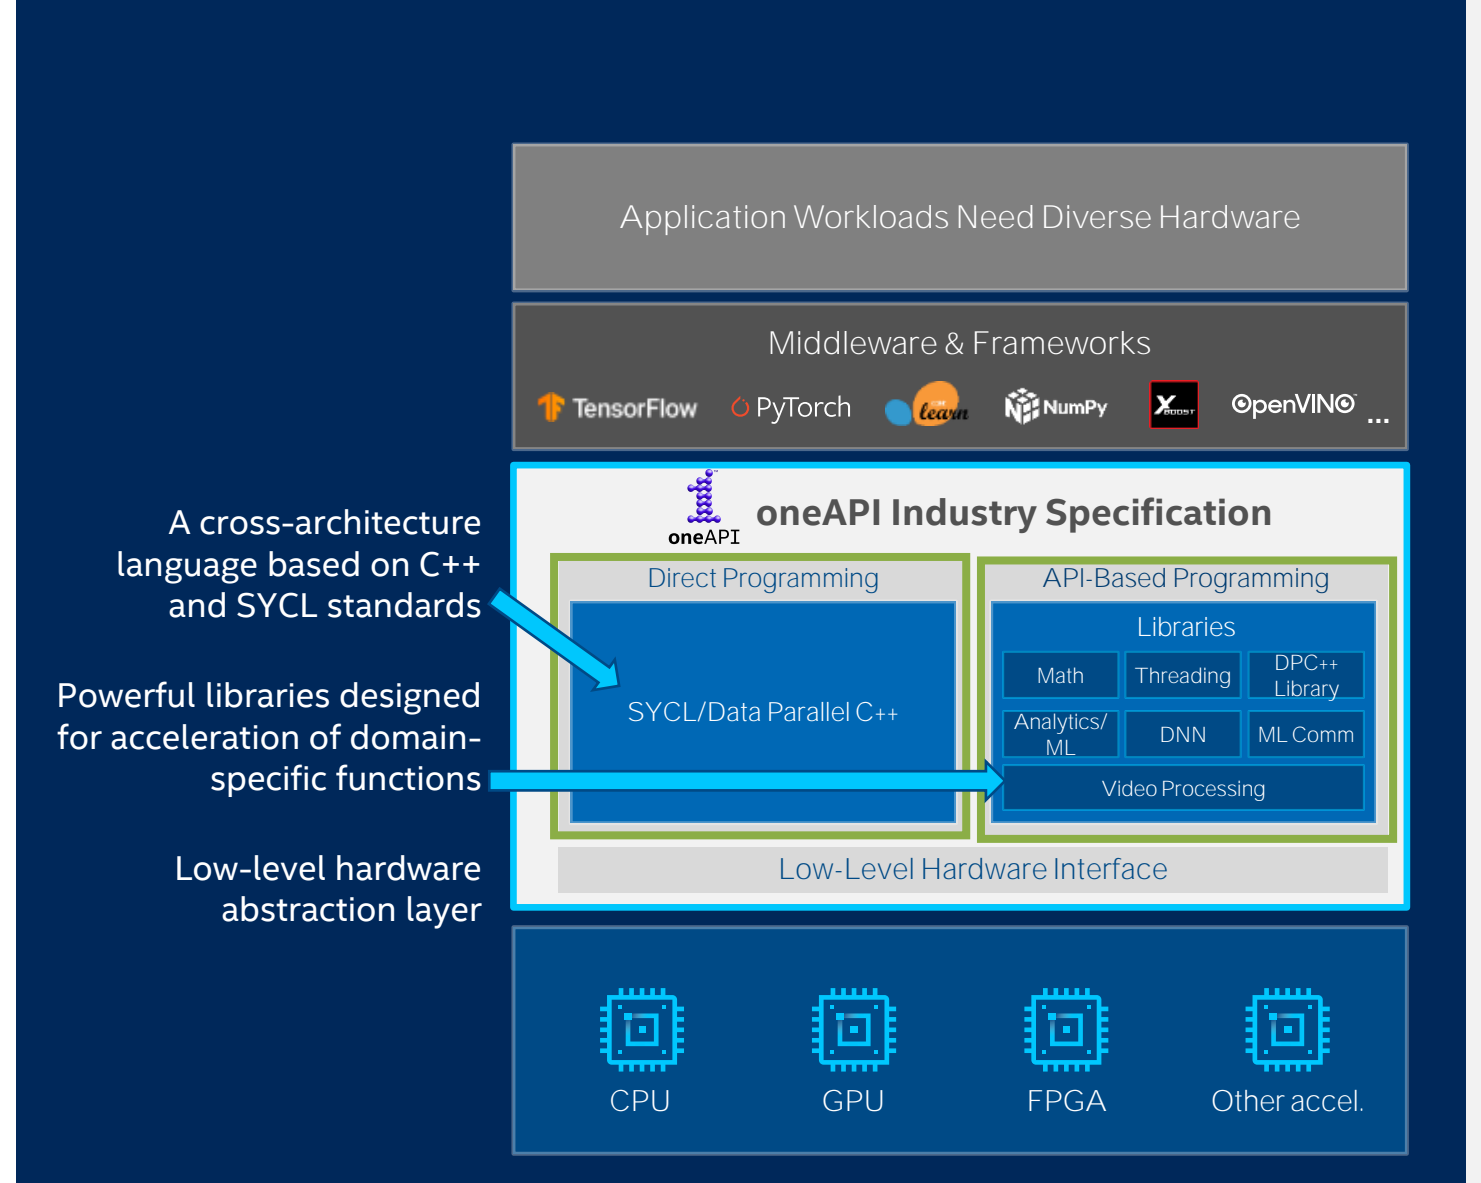 Application Workloads Need Diverse Hardware
Middleware & Frameworks
TensorFlow
PyTorch
learn
NumPy
XBOOST
OpenVINO
...
oneAPI
oneAPI Industry Specification
A cross-architecture
language based on C++
and SYCL standards
Powerful libraries designed
for acceleration of domain-
specific functions
Low-level hardware
abstraction layer
Direct Programming
SYCL/Data Parallel C++
API-Based Programming
Libraries
Math
Threading
DPC++
Library
Analytics/
ML
DNN
ML Comm
Video Processing
Low-Level Hardware Interface
CPU
GPU
FPGA
Other accel.